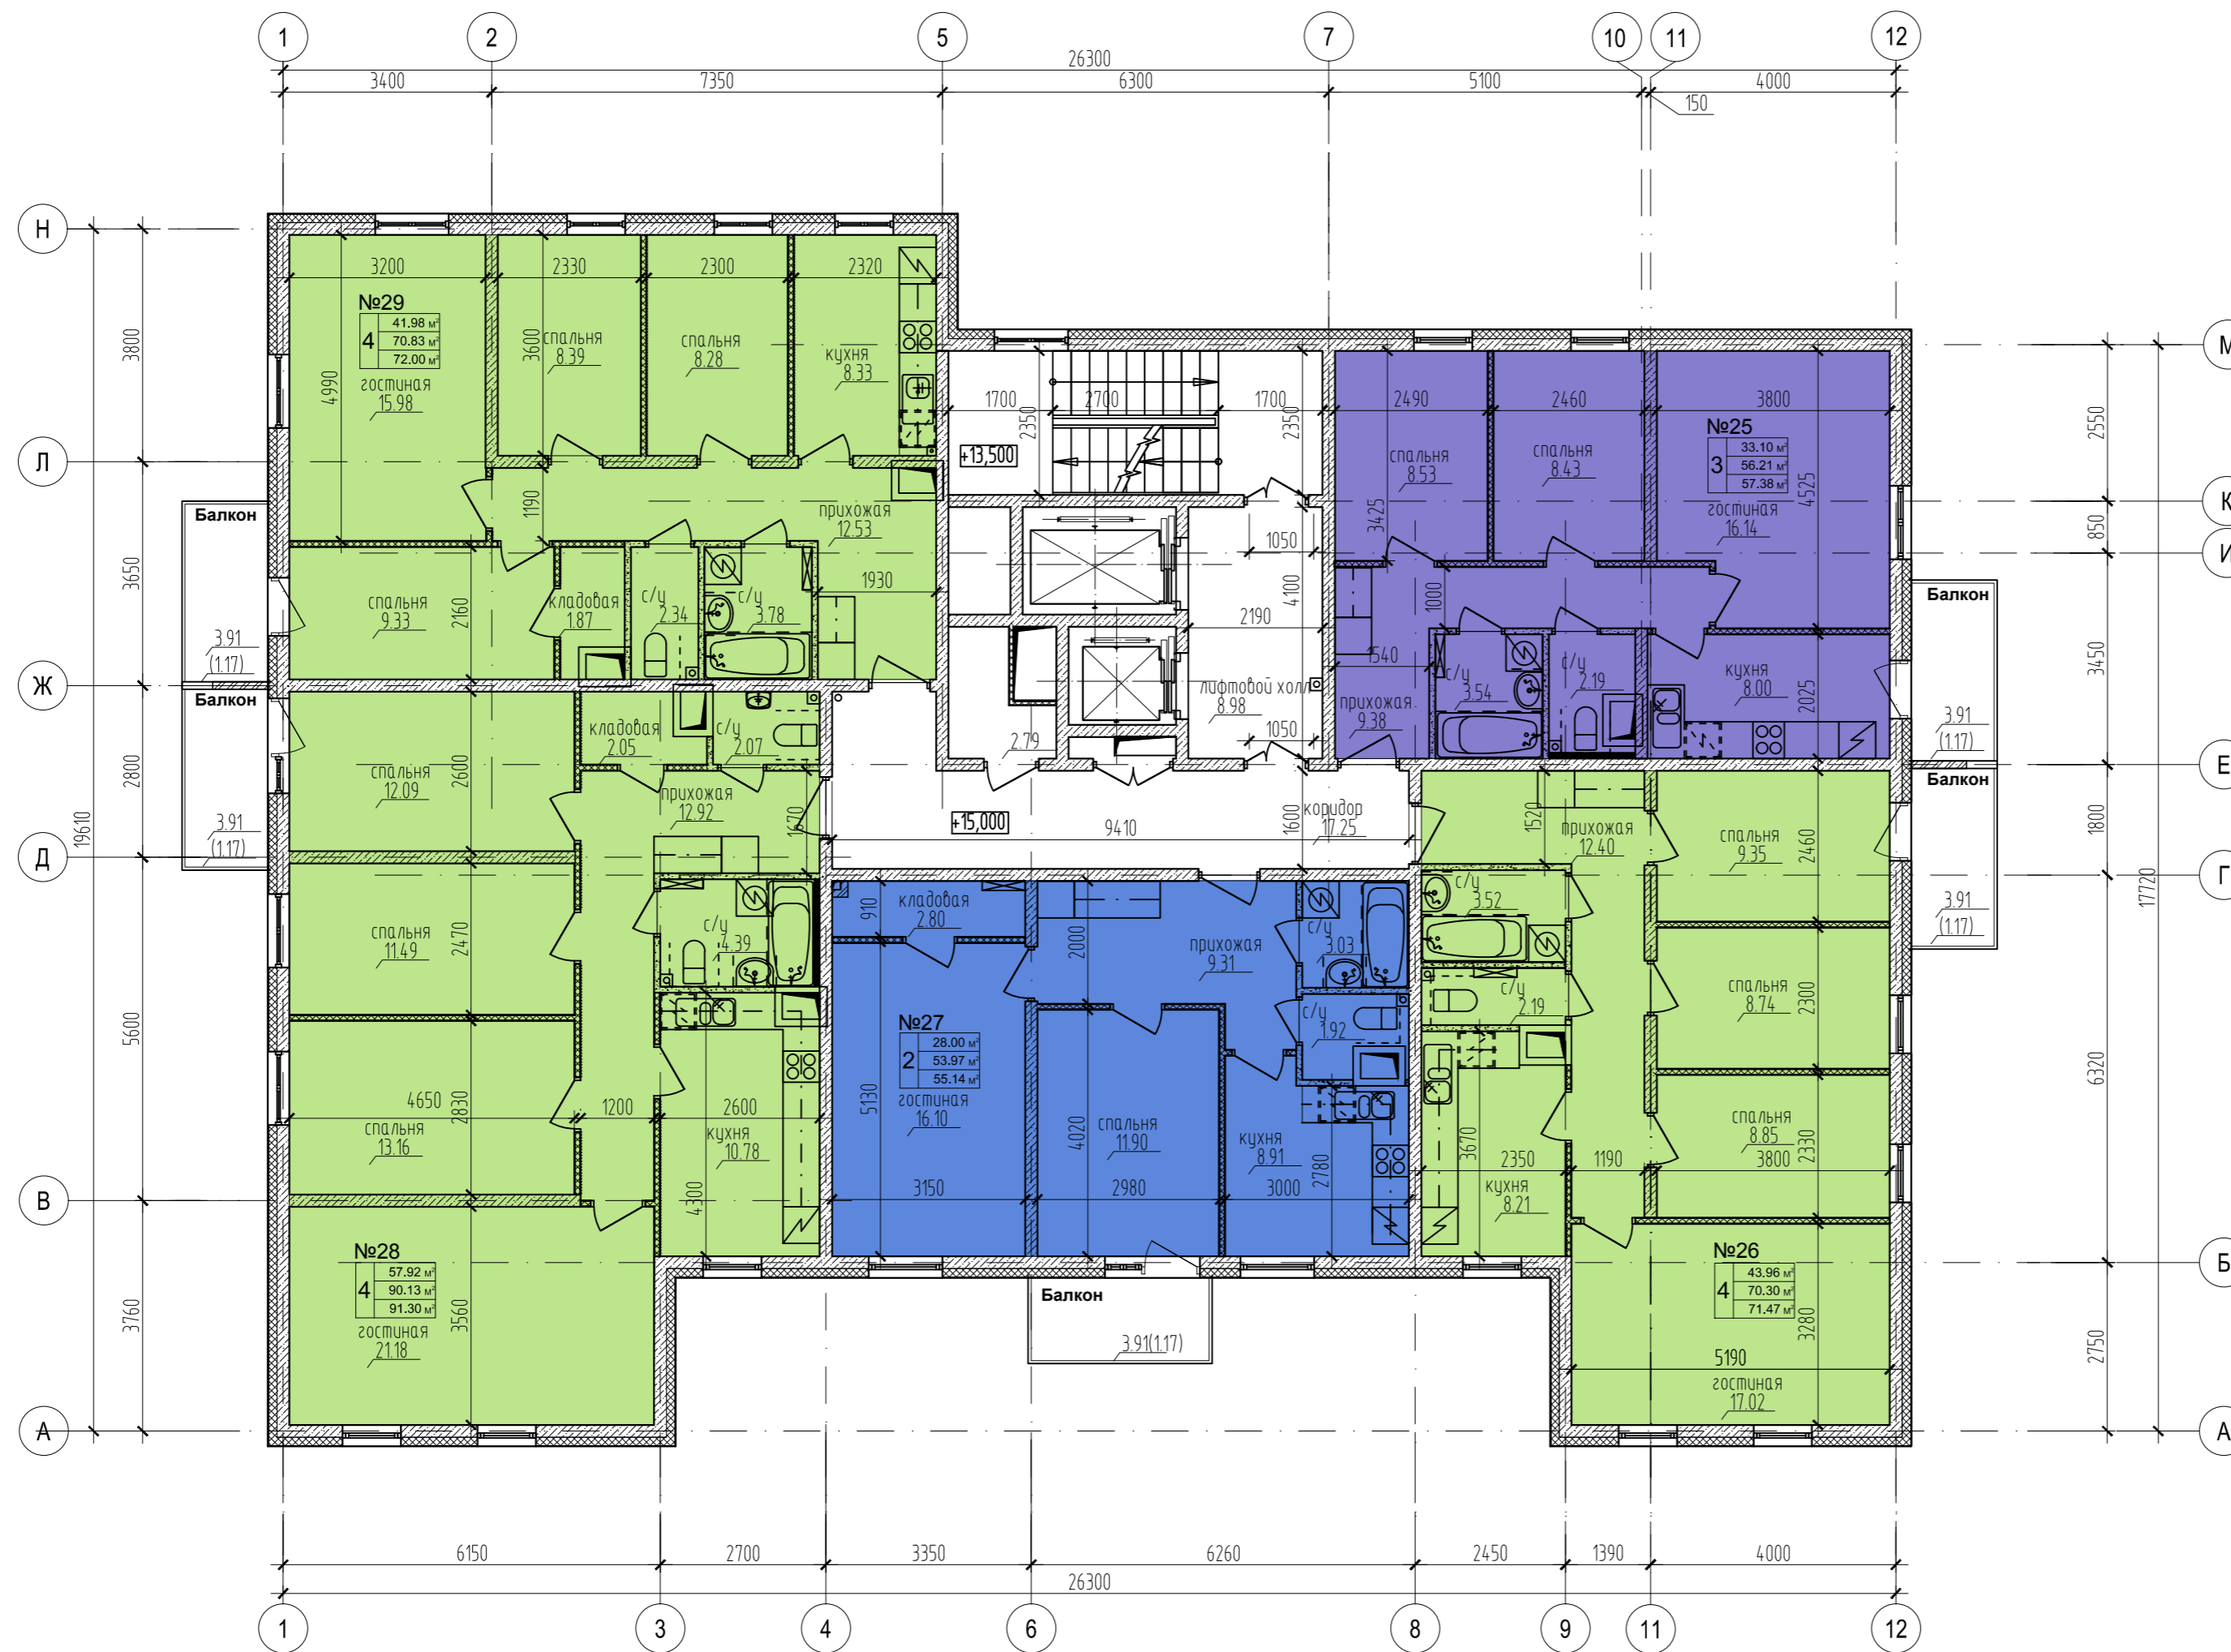 1 2 5 7 10 11 12
26300
3400 7350 6300 5100 4000
150
Н
Л
Ж
Д
В
А
3800
3650
2800
5600
3760
19610
М
К
И
Е
Г
Б
А
2550
850
3450
1800
6320
2750
17720
3200 2330 2300 2320
№29
4
41.98 м²
70.83 м²
72.00 м²
гостиная
15.98
4990
3600
спальня
8.39
спальня
8.28
кухня
8.33
1190
прихожая
12.53
1930
Балкон
3.91
(1.17)
спальня
9.33
2160
кладовая
1.87
с/у
2.34
с/у
3.78
1700 2700 1700
2350
2350
+13,500
1050
4100
2190
лифтовой холл
8.98
1050
2.79
2490 2460 3800
№25
3
33.10 м²
56.21 м²
57.38 м²
гостиная
16.14
4525
спальня
8.53
спальня
8.43
3425
1000
1540
прихожая
9.38
с/у
3.54
с/у
2.19
кухня
8.00
2025
Балкон
3.91
(1.17)
Балкон
3.91
(1.17)
Балкон
3.91
(1.17)
спальня
12.09
2600
кладовая
2.05
с/у
2.07
прихожая
12.92
1670
+15,000
9410
1600
коридор
17.25
спальня
11.49
2470
с/у
4.39
спальня
13.16
4650
2830
1200
2600
кухня
10.78
4300
№28
4
57.92 м²
90.13 м²
91.30 м²
гостиная
21.18
3560
кладовая
2.80
910
2000
прихожая
9.31
с/у
3.03
с/у
1.92
№27
2
28.00 м²
53.97 м²
55.14 м²
гостиная
16.10
5130
4020
спальня
11.90
кухня
8.91
2780
3150 2980 3000
Балкон
3.91(1.17)
1520
прихожая
12.40
спальня
9.35
2460
с/у
3.52
с/у
2.19
спальня
8.74
2300
спальня
8.85
2330
3670
2350 1190 3800
кухня
8.21
№26
4
43.96 м²
70.30 м²
71.47 м²
3280
5190
гостиная
17.02
6150 2700 3350 6260 2450 1390 4000
26300
1 3 4 6 8 9 11 12